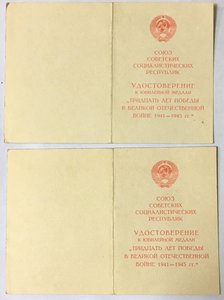 СОЮЗ
СОВЕТСКИХ
СОЦИАЛИСТИЧЕСКИХ
РЕСПУБЛИК
УДОСТОВЕРЕНИЕ
К ЮБИЛЕЙНОЙ МЕДАЛИ
„ТРИДЦАТЬ ЛЕТ ПОБЕДЫ
В ВЕЛИКОЙ ОТЕЧЕСТВЕННОЙ
ВОЙНЕ 1941—1945 гг."
СОЮЗ
СОВЕТСКИХ
СОЦИАЛИСТИЧЕСКИХ
РЕСПУБЛИК
УДОСТОВЕРЕНИЕ
К ЮБИЛЕЙНОЙ МЕДАЛИ
„ТРИДЦАТЬ ЛЕТ ПОБЕДЫ
В ВЕЛИКОЙ ОТЕЧЕСТВЕННОЙ
ВОЙНЕ 1941—1945 гг."